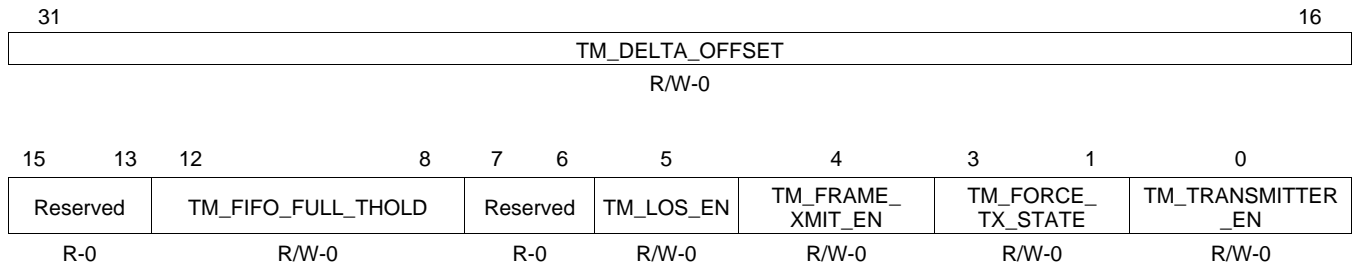 31 16
TM_DELTA_OFFSET
R/W-0
15 13 12 8 7 6 5 4 3 1 0
Reserved TM_FIFO_FULL_THOLD Reserved TM_LOS_EN TM_FRAME_ TM_FORCE_ TM_TRANSMITTER
XMIT_EN TX_STATE _EN
R-0 R/W-0 R-0 R/W-0 R/W-0 R/W-0 R/W-0